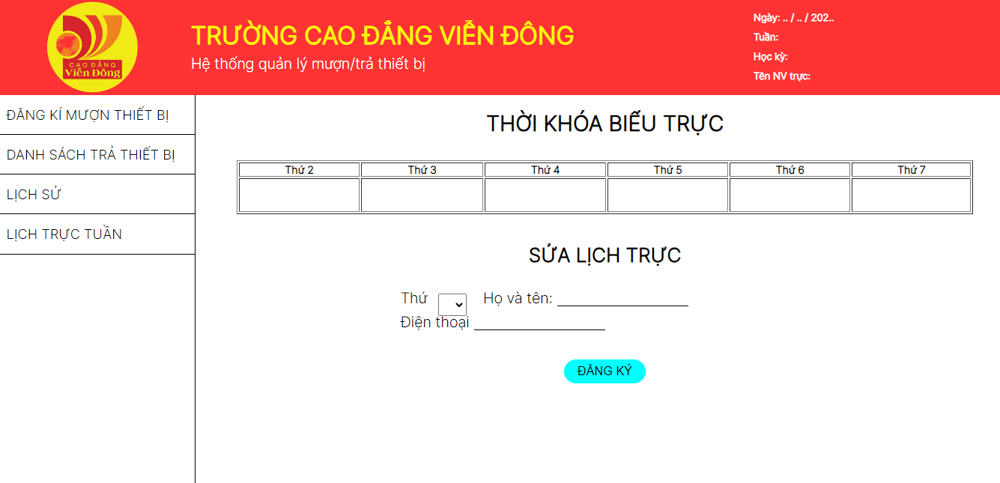 CAO ĐẲNG
Viễn Đông
TRƯỜNG CAO ĐẲNG VIỄN ĐÔNG
Hệ thống quản lý mượn/trả thiết bị
Ngày: .. / .. / 202..
Tuần:
Học kỳ:
Tên NV trực:
ĐĂNG KÍ MƯỢN THIẾT BỊ
DANH SÁCH TRẢ THIẾT BỊ
LỊCH SỬ
LỊCH TRỰC TUẦN
THỜI KHÓA BIỂU TRỰC
Thứ 2 Thứ 3 Thứ 4 Thứ 5 Thứ 6 Thứ 7
SỬA LỊCH TRỰC
Thứ Họ và tên:
Điện thoại
ĐĂNG KÝ